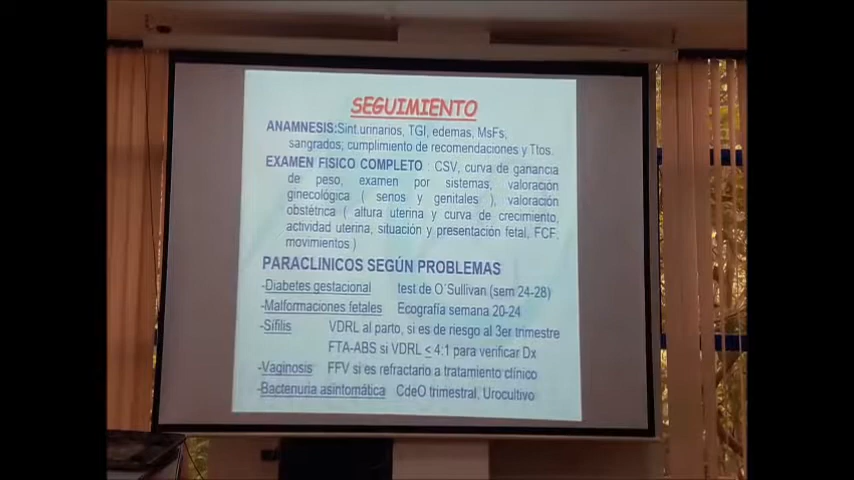 SEGUIMIENTO
ANAMNESIS:Sint.urinarios, TGI, edemas, MsFs,
sangrados; cumplimiento de recomendaciones y Ttos.
EXAMEN FISICO COMPLETO : CSV, curva de ganancia
de peso, examen por sistemas, valoración
ginecológica ( senos y genitales ), valoración
obstétrica ( altura uterina y curva de crecimiento,
actividad uterina, situación y presentación fetal, FCF,
movimientos )
PARACLINICOS SEGÚN PROBLEMAS
-Diabetes gestacional test de O´Sullivan (sem 24-28)
-Malformaciones fetales Ecografía semana 20-24
-Sífilis VDRL al parto, si es de riesgo al 3er trimestre
FTA-ABS si VDRL ≤ 4:1 para verificar Dx
-Vaginosis FFV si es refractario a tratamiento clínico
-Bacteriuria asintomática CdeO trimestral, Urocultivo